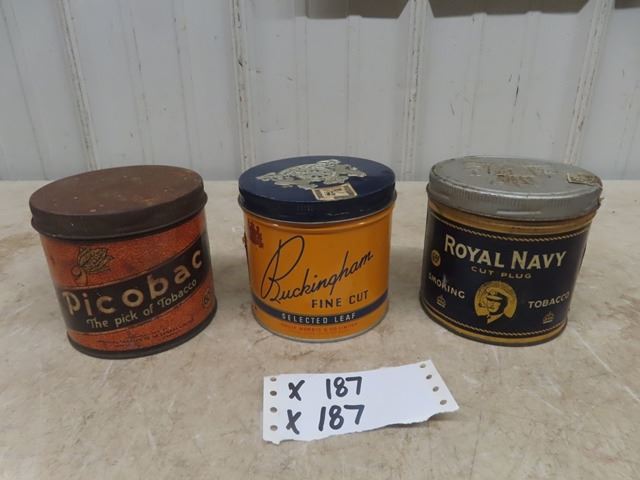 Picobac
The pick of Tobacco
Buckingham
FINE CUT
SELECTED LEAF
ROYAL NAVY
CUT PLUG
SMOKING TOBACCO
X 187
X 187